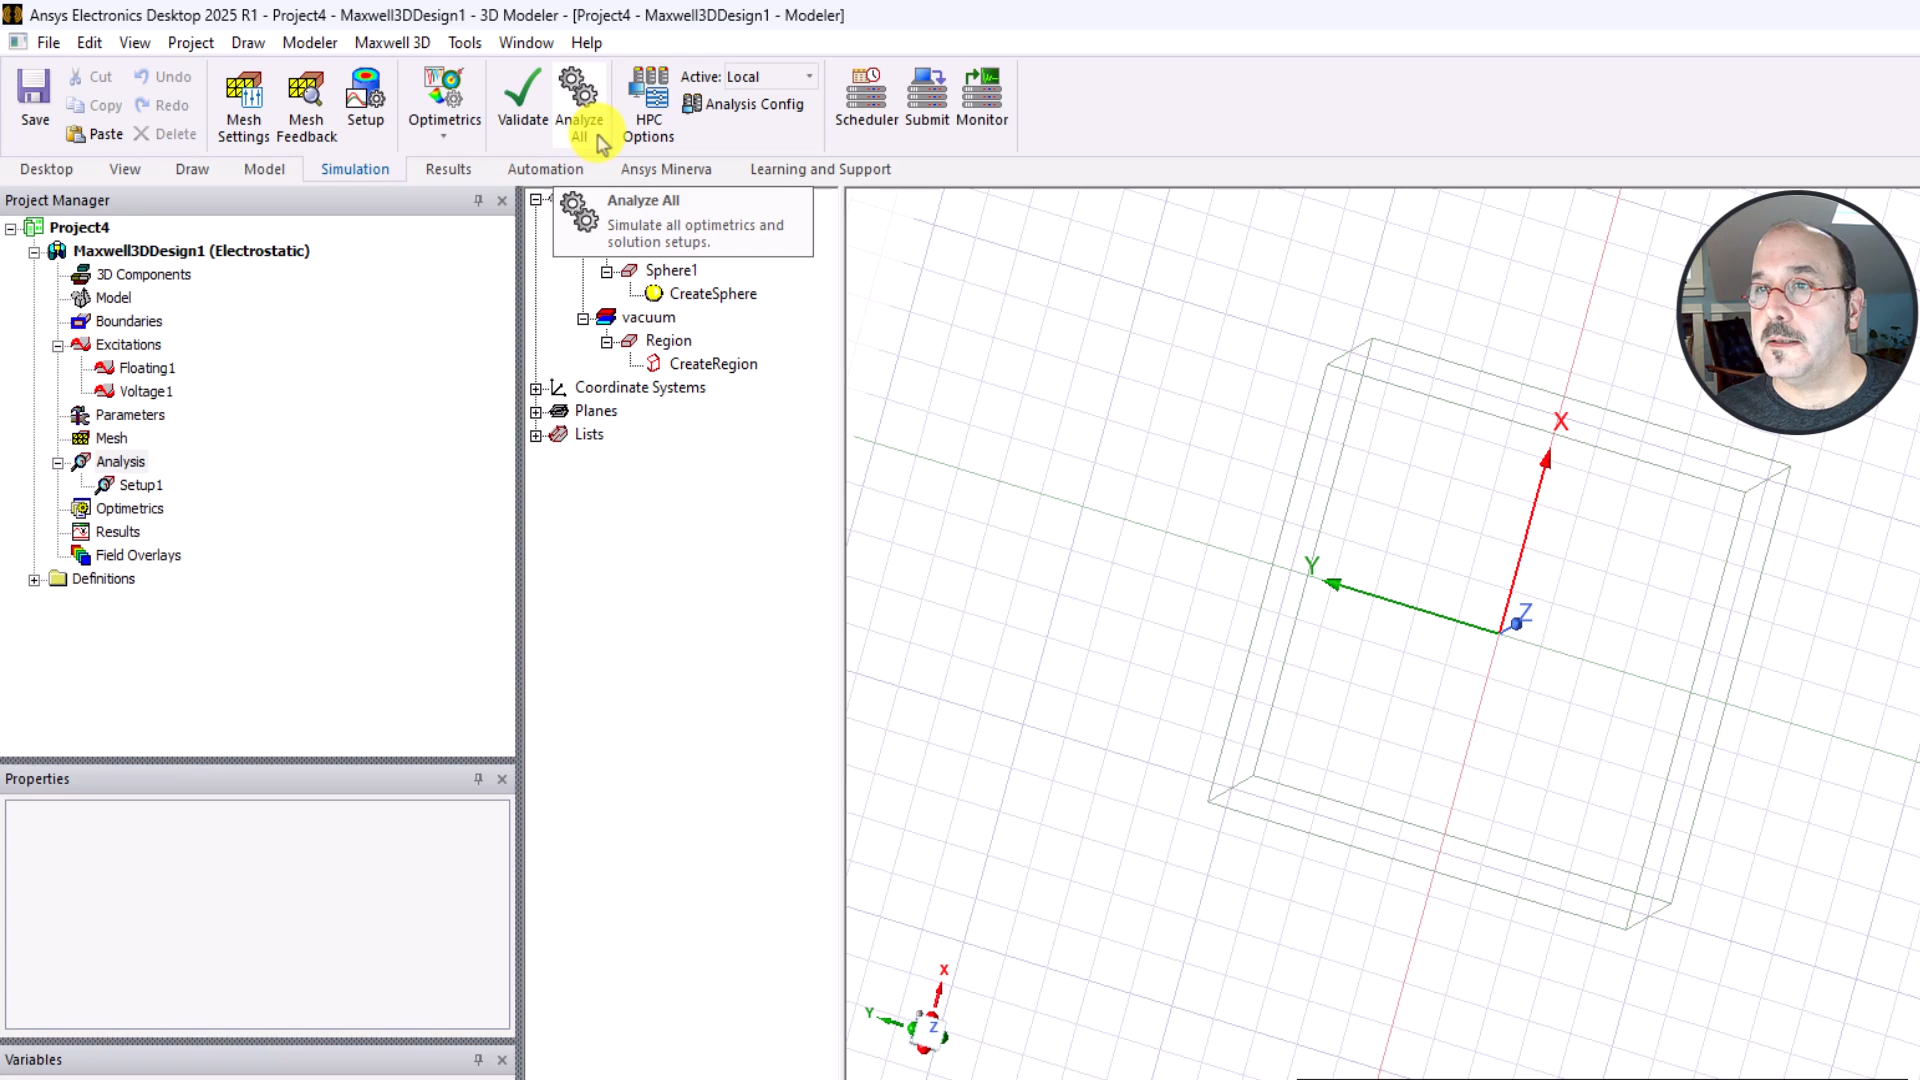 Ansys Electronics Desktop 2025 R1 - Project4 - Maxwell3DDesign1 - 3D Modeler - [Project4 - Maxwell3DDesign1 - Modeler]
File Edit View Project Draw Modeler Maxwell 3D Tools Window Help
Save
Cut
Copy
Paste
Undo
Redo
Delete
Mesh
Settings
Mesh
Feedback
Setup
Optimetrics
Validate
Analyze
All
HPC
Options
Active: Local
Analysis Config
Scheduler
Submit
Monitor
Desktop View Draw Model Simulation Results Automation Ansys Minerva Learning and Support
Project Manager
Project4
Maxwell3DDesign1 (Electrostatic)
3D Components
Model
Boundaries
Excitations
Floating1
Voltage1
Parameters
Mesh
Analysis
Setup1
Optimetrics
Results
Field Overlays
Definitions
Properties
Variables
Analyze All
Simulate all optimetrics and
solution setups.
Sphere1
CreateSphere
vacuum
Region
CreateRegion
Coordinate Systems
Planes
Lists
X
Y
Z
X
Y
Z